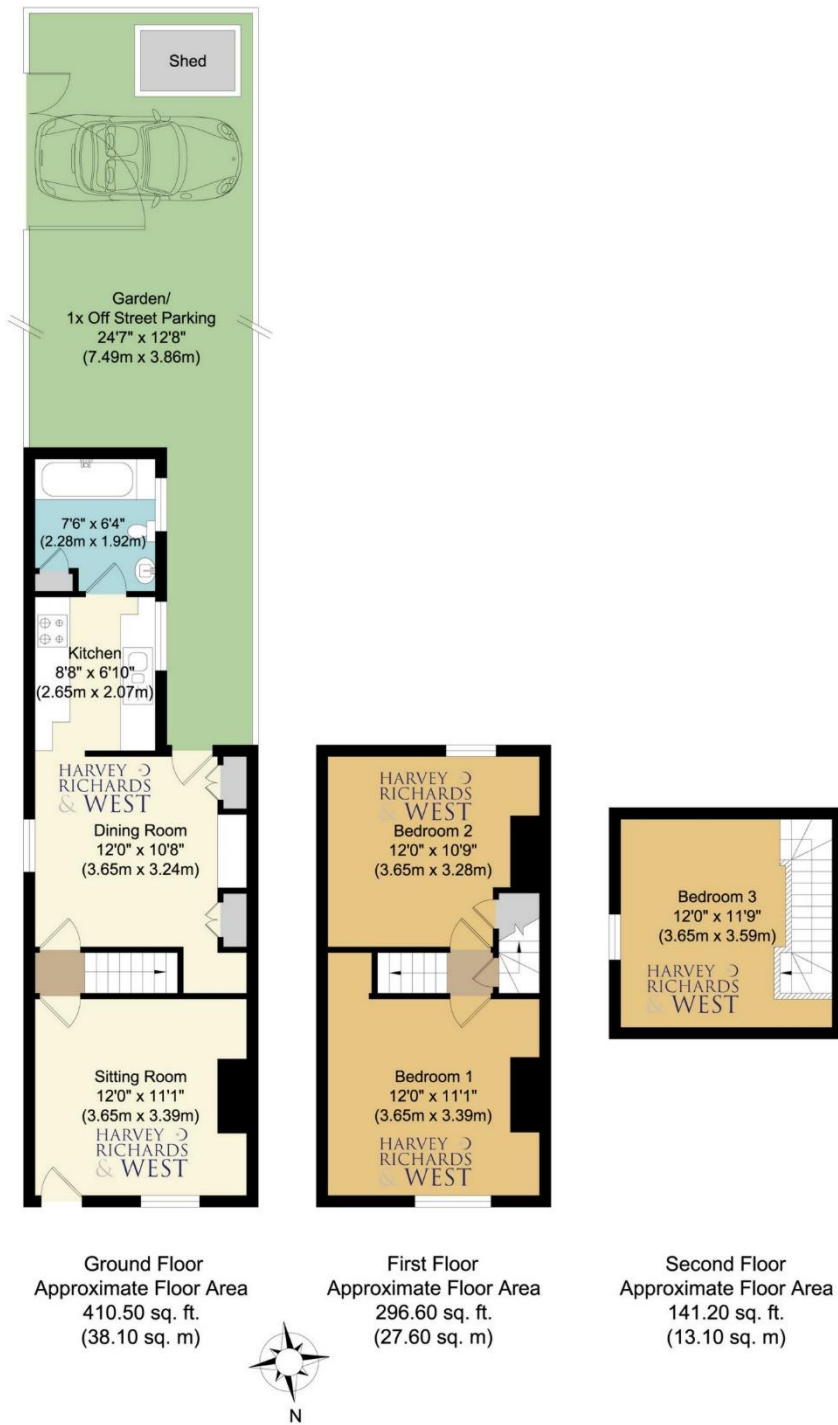 Shed
Garden/
1x Off Street Parking
24'7" x 12'8"
(7.49m x 3.86m)
7'6" x 6'4"
(2.28m x 1.92m)
Kitchen
8'8" x 6'10"
(2.65m x 2.07m)
HARVEY
RICHARDS
& WEST
Dining Room
12'0" x 10'8"
(3.65m x 3.24m)
Sitting Room
12'0" x 11'1"
(3.65m x 3.39m)
HARVEY
RICHARDS
& WEST
Ground Floor
Approximate Floor Area
410.50 sq. ft.
(38.10 sq. m)
HARVEY
RICHARDS
& WEST
Bedroom 2
12'0" x 10'9"
(3.65m x 3.28m)
Bedroom 1
12'0" x 11'1"
(3.65m x 3.39m)
HARVEY
RICHARDS
& WEST
First Floor
Approximate Floor Area
296.60 sq. ft.
(27.60 sq. m)
Bedroom 3
12'0" x 11'9"
(3.65m x 3.59m)
HARVEY
RICHARDS
& WEST
Second Floor
Approximate Floor Area
141.20 sq. ft.
(13.10 sq. m)
N